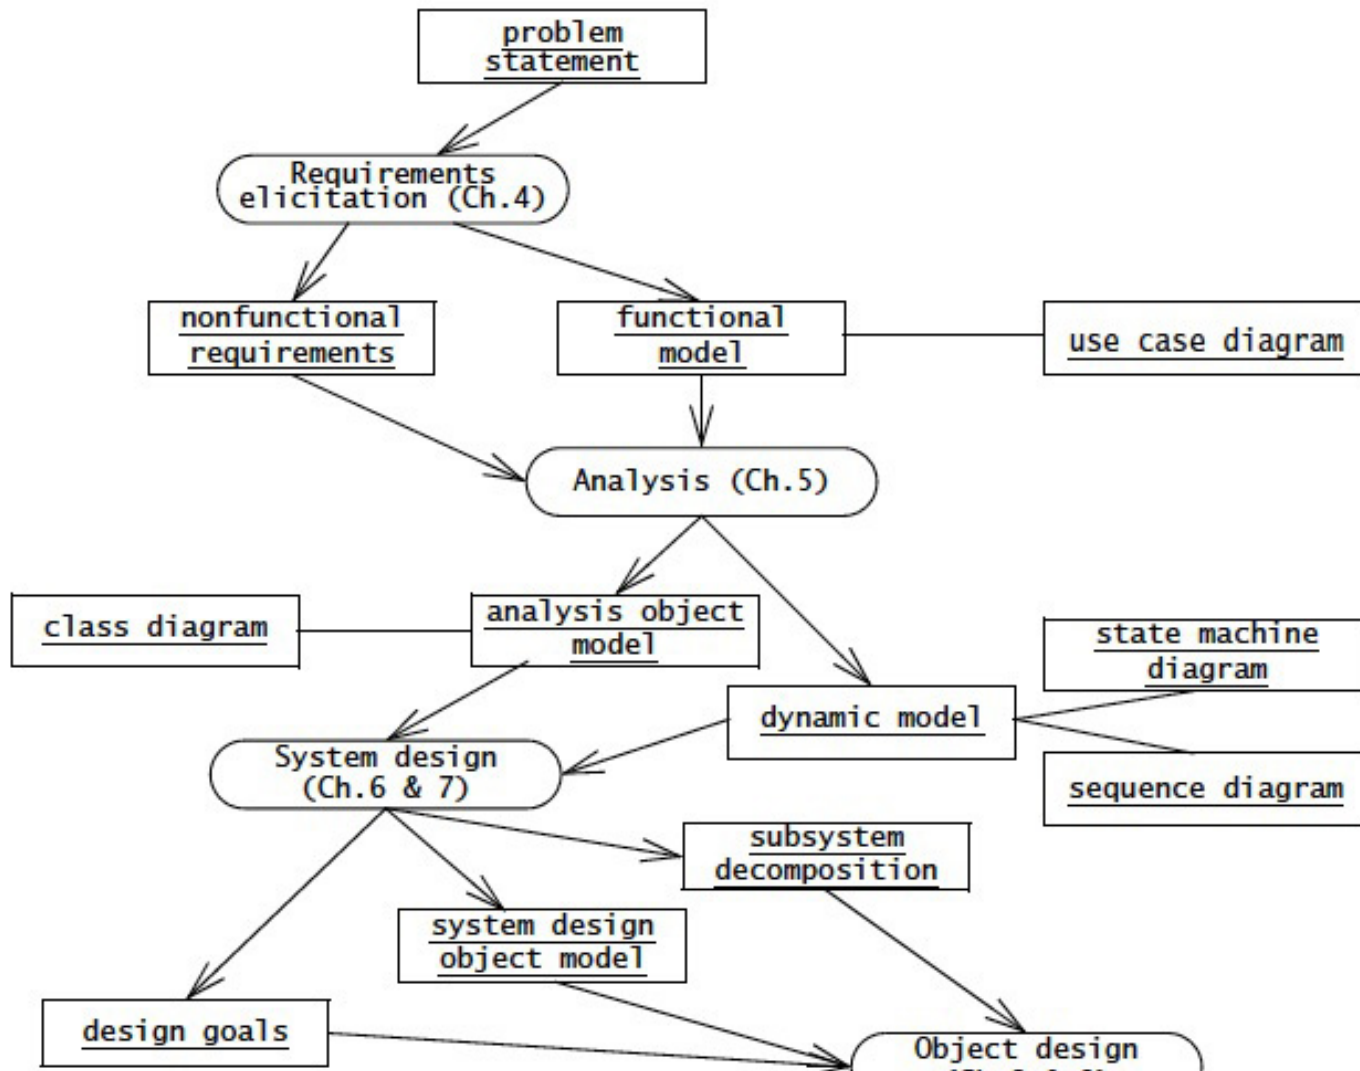 problem
statement
Requirements
elicitation (Ch.4)
nonfunctional
requirements
functional
model
use case diagram
Analysis (Ch.5)
class diagram
analysis object
model
state machine
diagram
dynamic model
System design
(Ch.6 & 7)
sequence diagram
subsystem
decomposition
system design
object model
design goals
Object design